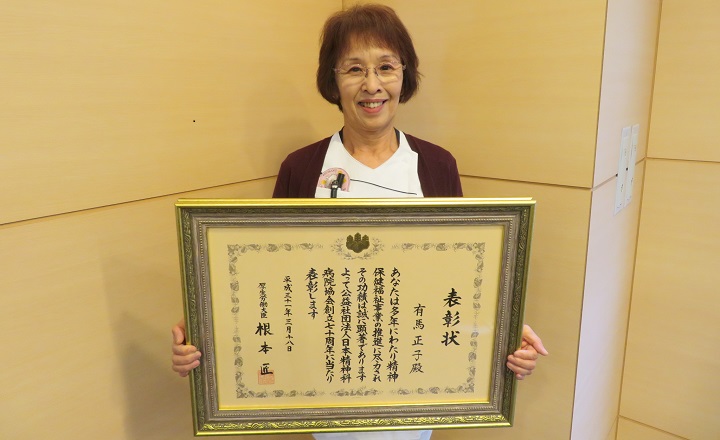 表彰状
有馬正子殿
あなたは多年にわたり精神
保健福祉事業の推進に尽力され
その功績は誠に顕著であります
よって公益社団法人日本精神科
病院協会創立七十周年に当たり
表彰します
平成三十一年三月十八日
厚生労働大臣 根本匠